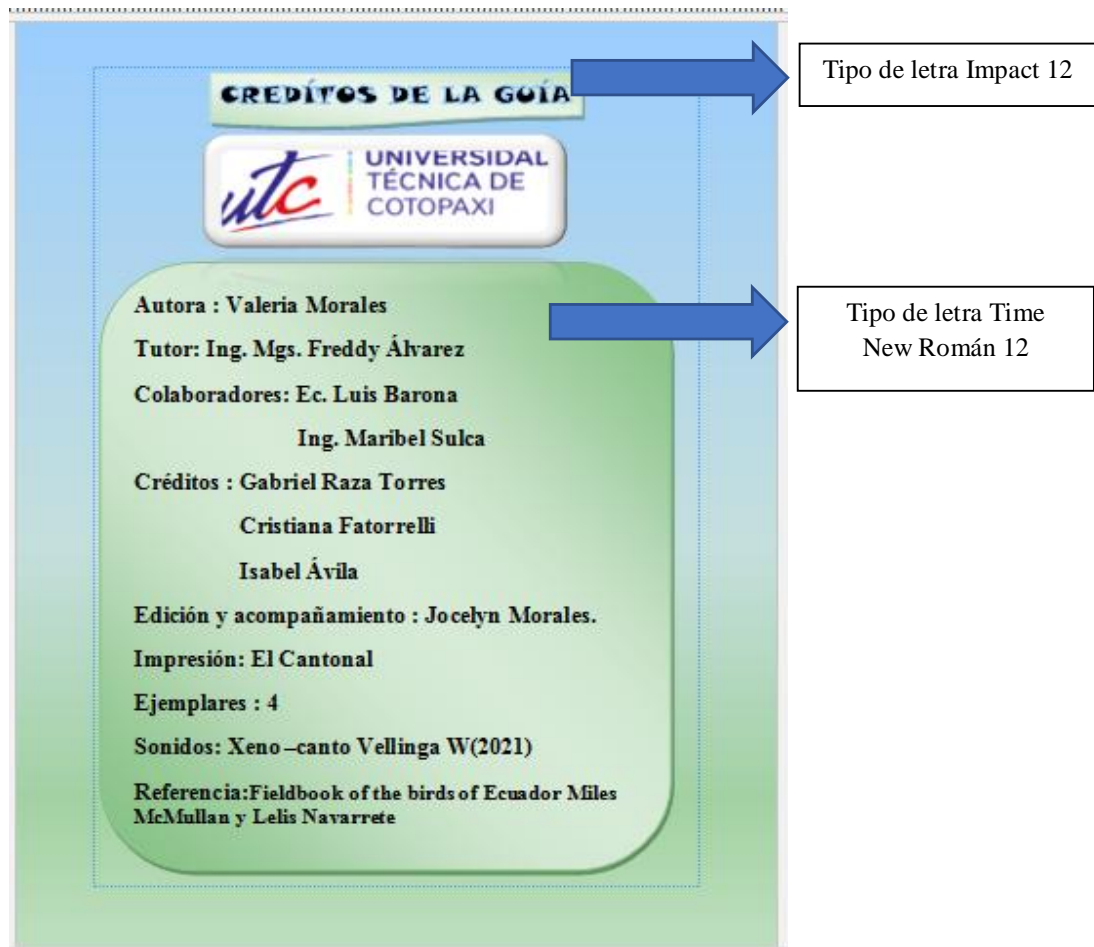 CREDÍTOS DE LA GUÍA
Tipo de letra Impact 12
utc
UNIVERSIDAL
TÉCNICA DE
COTOPAXI
Autora : Valeria Morales
Tipo de letra Time
New Román 12
Tutor: Ing. Mgs. Freddy Álvarez
Colaboradores: Ec. Luis Barona
Ing. Maribel Sulca
Créditos : Gabriel Raza Torres
Cristiana Fatorrelli
Isabel Ávila
Edición y acompañamiento : Jocelyn Morales.
Impresión: El Cantonal
Ejemplares : 4
Sonidos: Xeno –canto Vellinga W(2021)
Referencia:Fieldbook of the birds of Ecuador Miles
McMullan y Lelis Navarrete